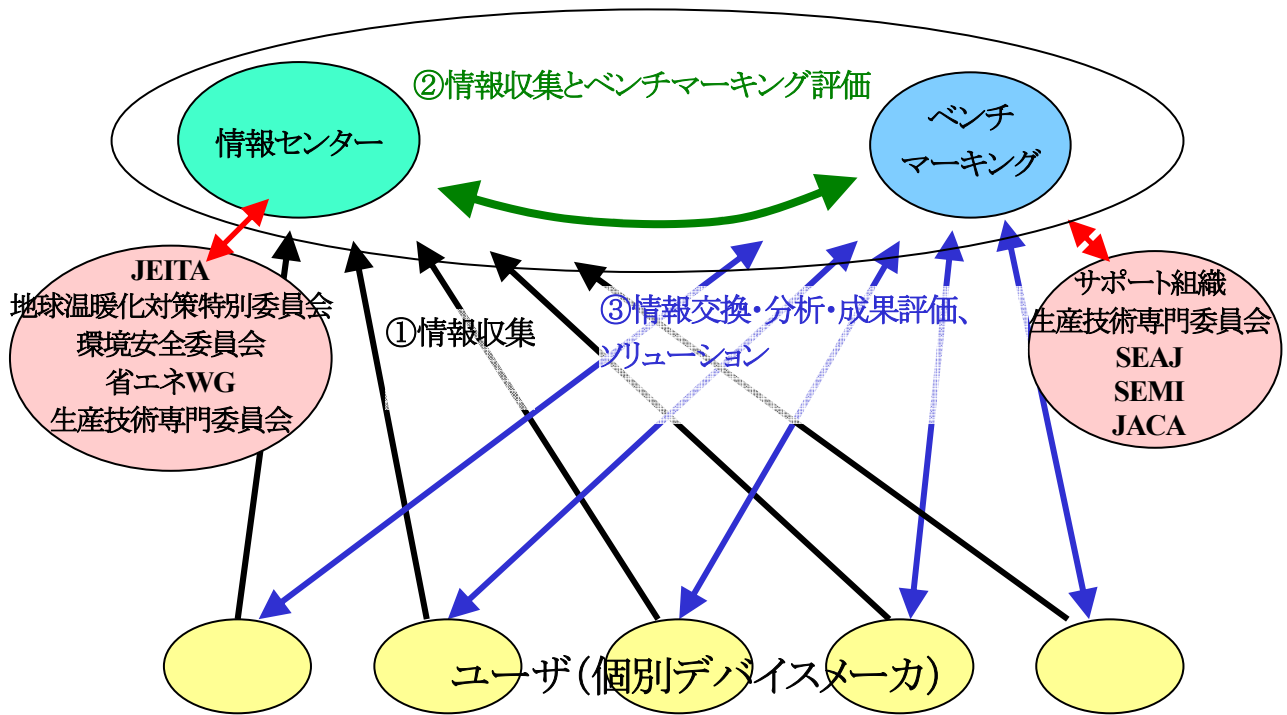 ②情報収集とベンチマーキング評価
情報センター
ベンチ
マーキング
JEITA
地球温暖化対策特別委員会
環境安全委員会
省エネWG
生産技術専門委員会
①情報収集
③情報交換・分析・成果評価、
ソリューション
サポート組織
生産技術専門委員会
SEAJ
SEMI
JACA
ユーザ（個別デバイスメーカ）